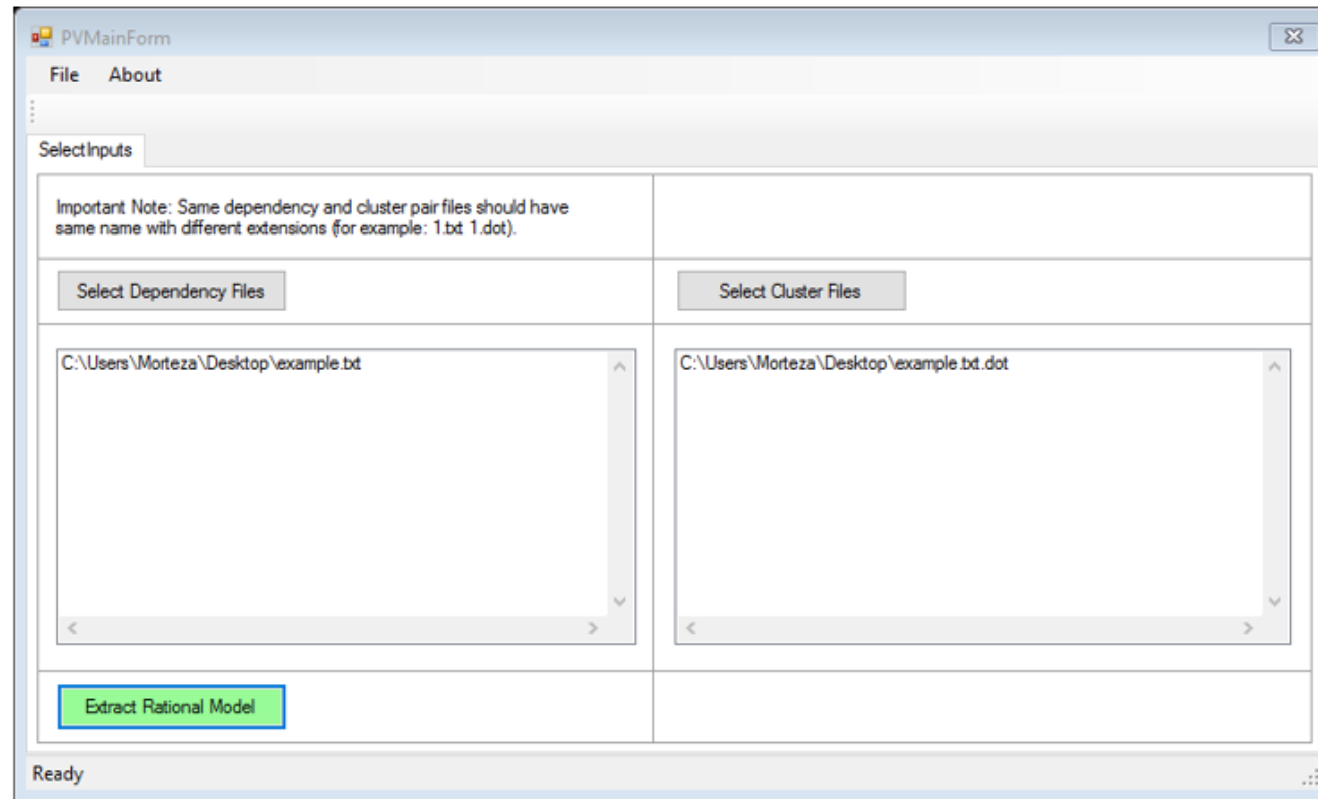 PVMainForm
File About
SelectInputs
Important Note: Same dependency and cluster pair files should have
same name with different extensions (for example: 1.txt 1.dot).
Select Dependency Files
Select Cluster Files
C:\Users\Morteza\Desktop\example.txt
C:\Users\Morteza\Desktop\example.txt.dot
Extract Rational Model
Ready